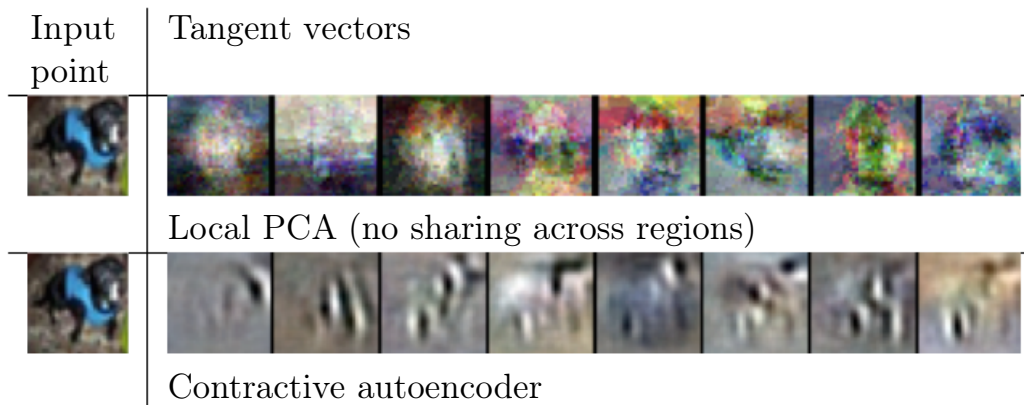 Input
point
Tangent vectors
Local PCA (no sharing across regions)
Contractive autoencoder